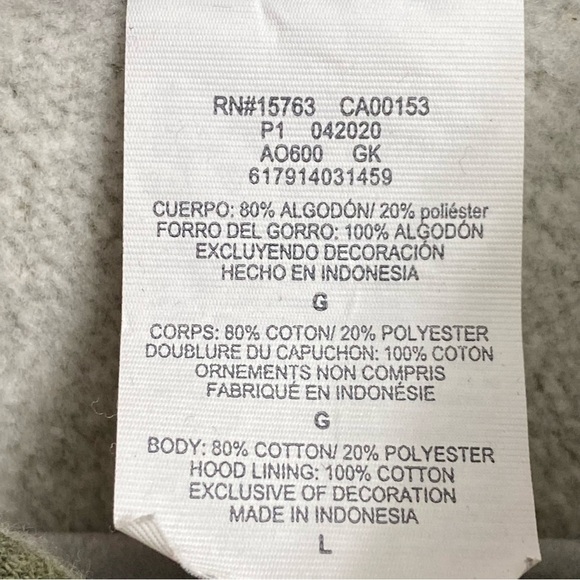 RN#15763 CA00153
P1 042020
AO600 GK
617914031459
CUERPO: 80% ALGODÓN/ 20% poliéster
FORRO DEL GORRO: 100% ALGODÓN
EXCLUYENDO DECORACIÓN
HECHO EN INDONESIA
G
CORPS: 80% COTON/ 20% POLYESTER
DOUBLURE DU CAPUCHON: 100% COTON
ORNEMENTS NON COMPRIS
FABRIQUÉ EN INDONÉSIE
G
BODY: 80% COTTON/ 20% POLYESTER
HOOD LINING: 100% COTTON
EXCLUSIVE OF DECORATION
MADE IN INDONESIA
L